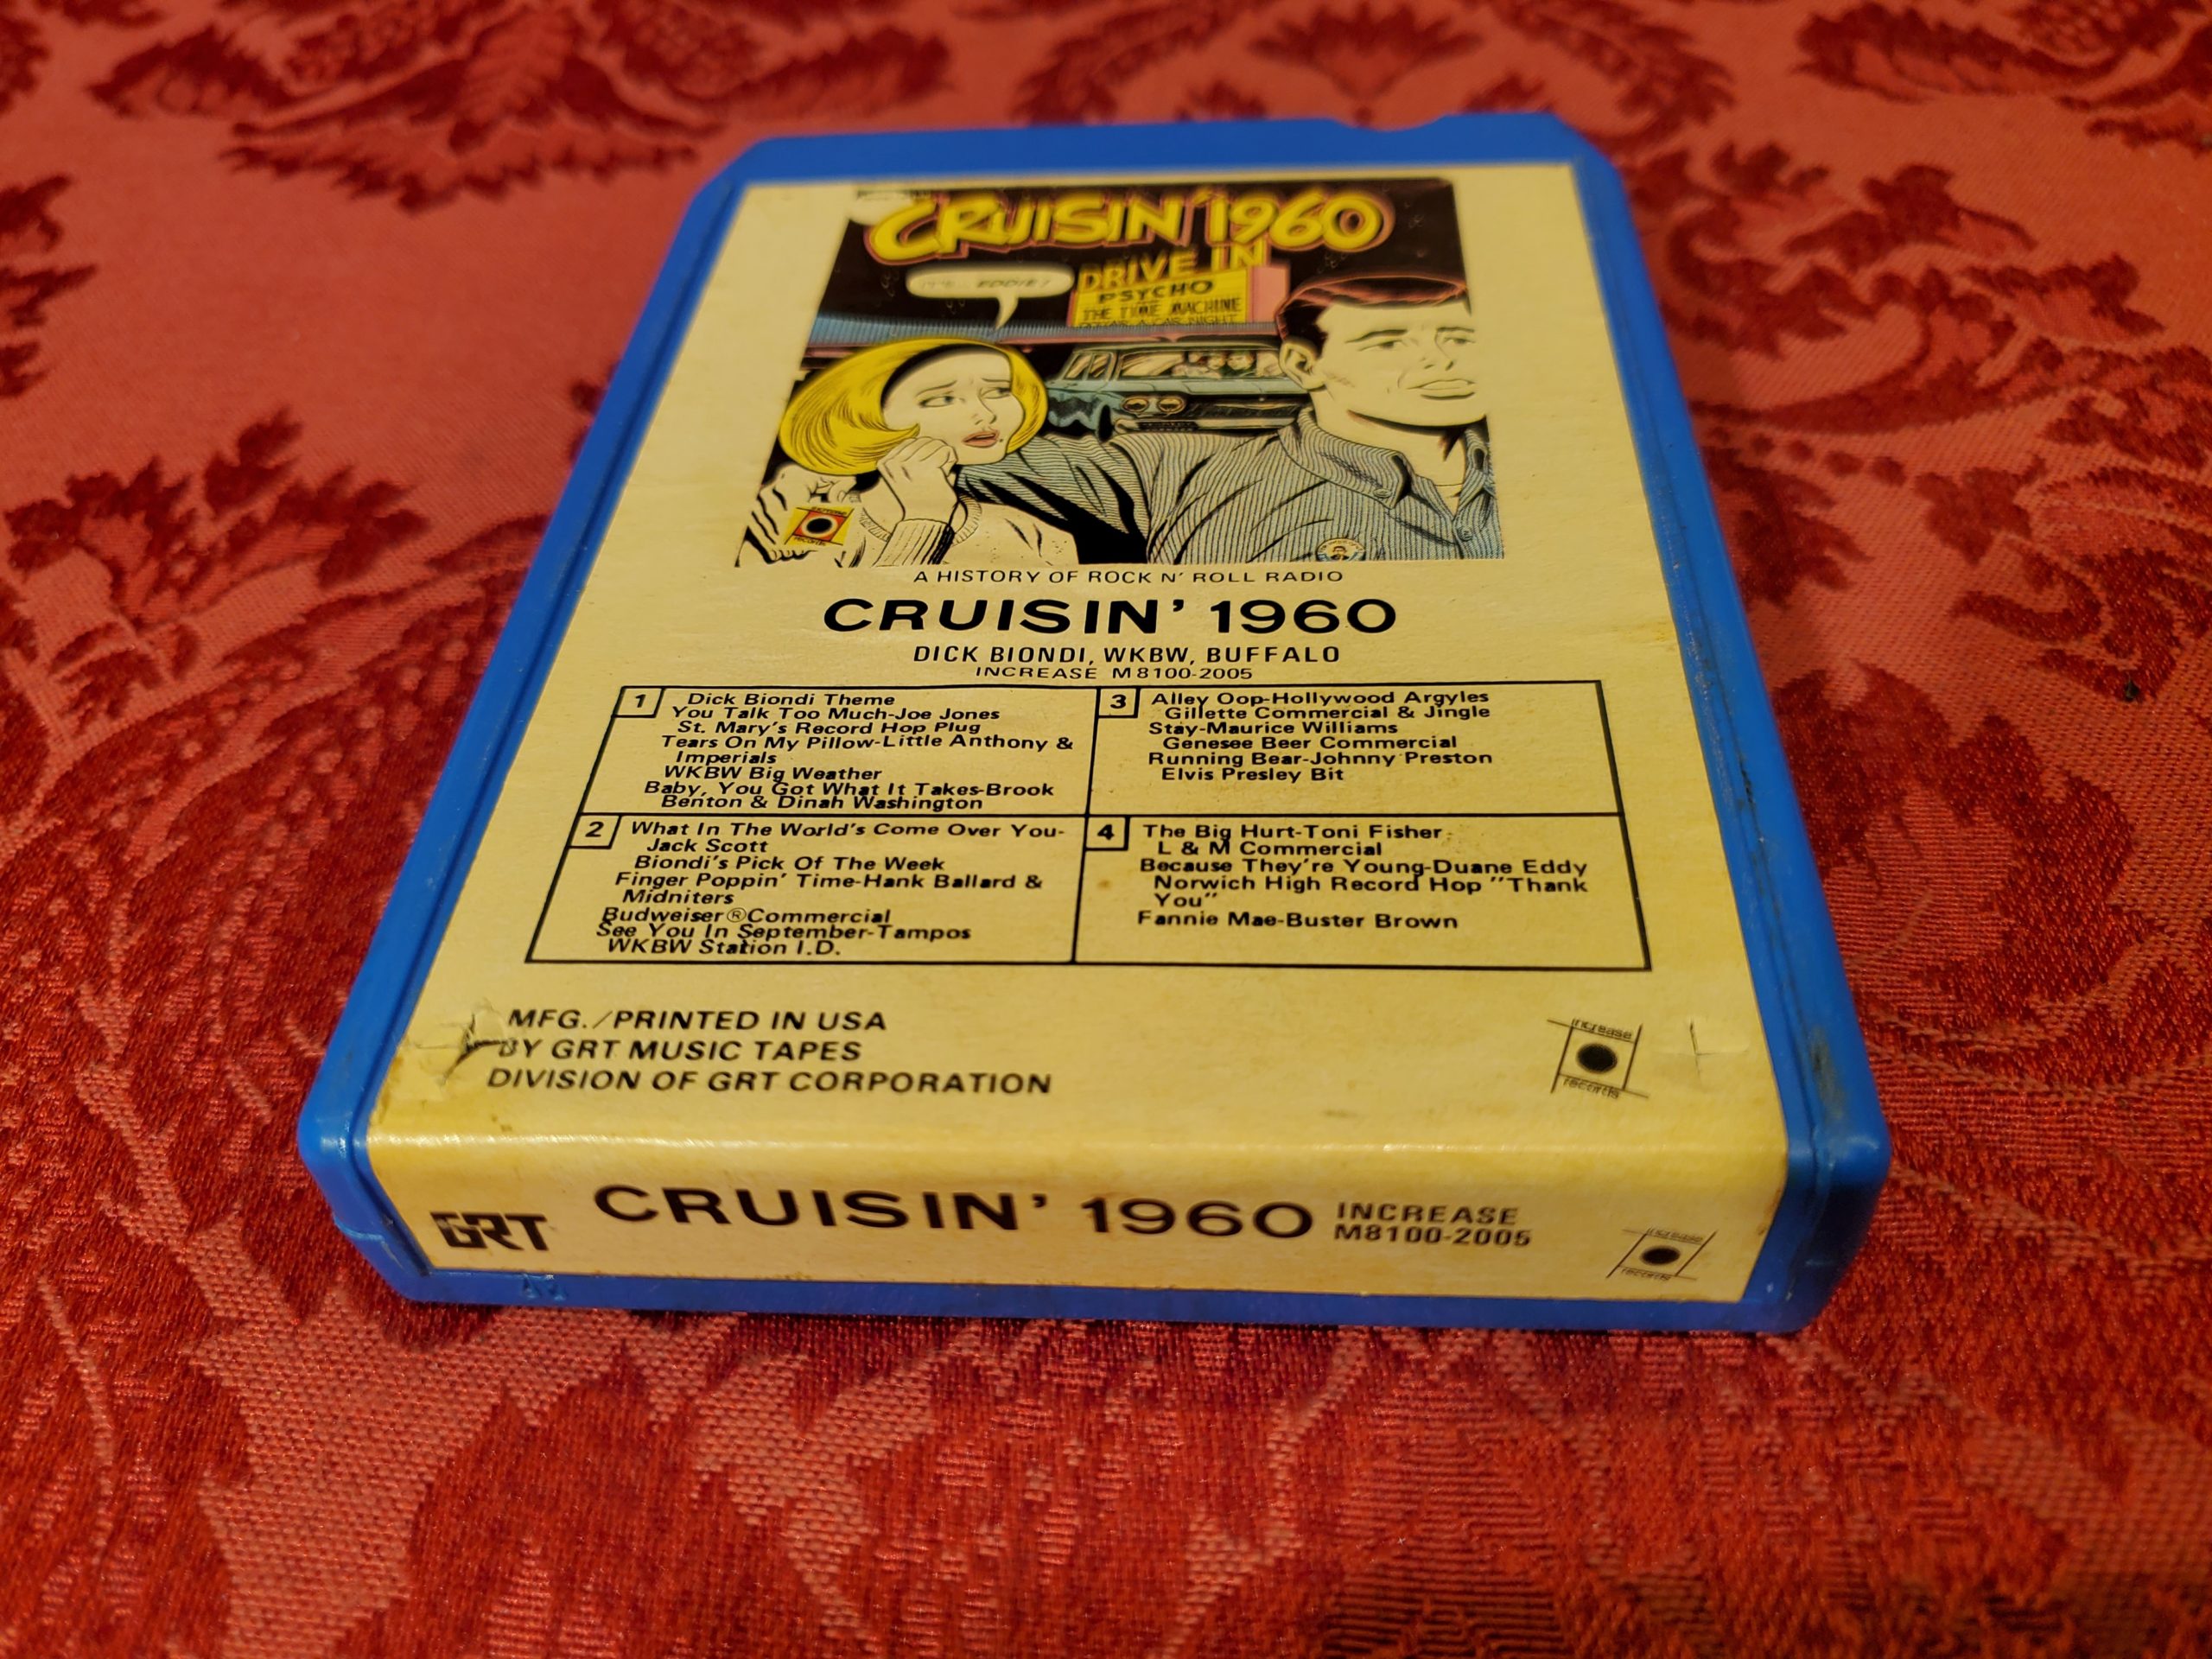 CRUISIN' 1960
DRIVE IN
PSYCHO
THE TIME MACHINE
EDDIE!
increase
records
A HISTORY OF ROCK N' ROLL RADIO
CRUISIN' 1960
DICK BIONDI, WKBW, BUFFALO
INCREASE M8100-2005
1 Dick Biondi Theme
You Talk Too Much-Joe Jones
St. Mary's Record Hop Plug
Tears On My Pillow-Little Anthony &
Imperials
WKBW Big Weather
Baby, You Got What It Takes-Brook
Benton & Dinah Washington
2 What In The World's Come Over You-
Jack Scott
Biondi's Pick Of The Week
Finger Poppin' Time-Hank Ballard &
Midniters
Budweiser®Commercial
See You In September-Tampos
WKBW Station I.D.
3 Alley Oop-Hollywood Argyles
Gillette Commercial & Jingle
Stay-Maurice Williams
Genesee Beer Commercial
Running Bear-Johnny Preston
Elvis Presley Bit
4 The Big Hurt-Toni Fisher
L & M Commercial
Because They're Young-Duane Eddy
Norwich High Record Hop "Thank
You"
Fannie Mae-Buster Brown
MFG./PRINTED IN USA
BY GRT MUSIC TAPES
DIVISION OF GRT CORPORATION
increase
records
GRT CRUISIN' 1960 INCREASE
M8100-2005
increase
records